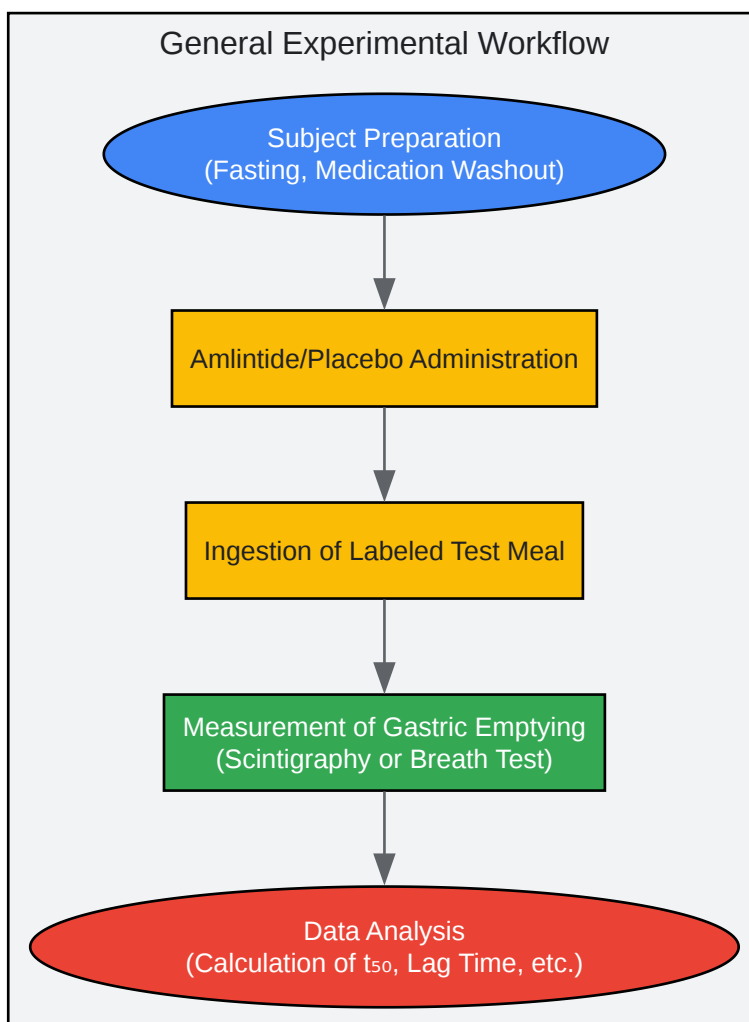 General Experimental Workflow
Subject Preparation
(Fasting, Medication Washout)
Amlintide/Placebo Administration
Ingestion of Labeled Test Meal
Measurement of Gastric Emptying
(Scintigraphy or Breath Test)
Data Analysis
(Calculation of t₅₀, Lag Time, etc.)